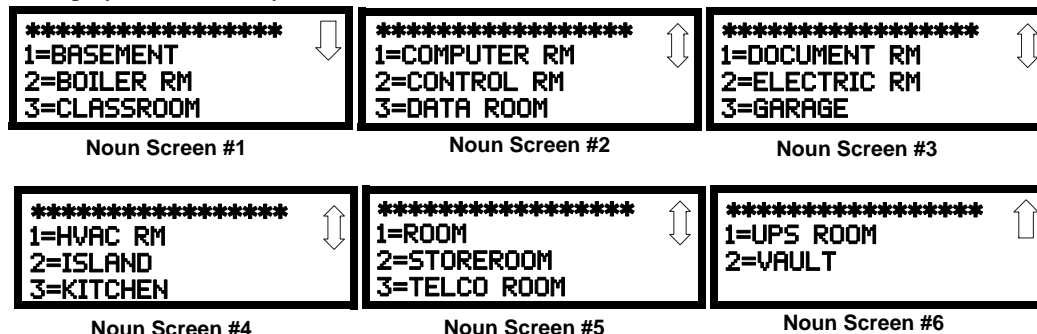 *****************
1=BASEMENT
2=BOILER RM
3=CLASSROOM
Noun Screen #1
*****************
1=COMPUTER RM
2=CONTROL RM
3=DATA ROOM
Noun Screen #2
*****************
1=DOCUMENT RM
2=ELECTRIC RM
3=GARAGE
Noun Screen #3
*****************
1=HVAC RM
2=ISLAND
3=KITCHEN
Noun Screen #4
*****************
1=ROOM
2=STOREROOM
3=TELCO ROOM
Noun Screen #5
*****************
1=UPS ROOM
2=VAULT
Noun Screen #6